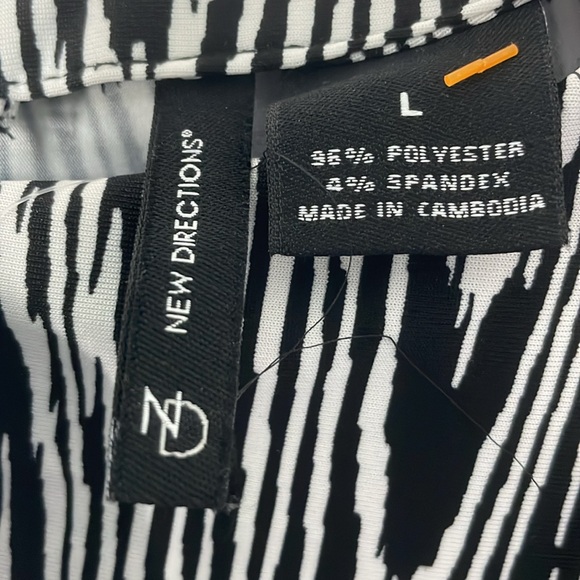 NEW DIRECTIONS®
ND
L
96% POLYESTER
4% SPANDEX
MADE IN CAMBODIA